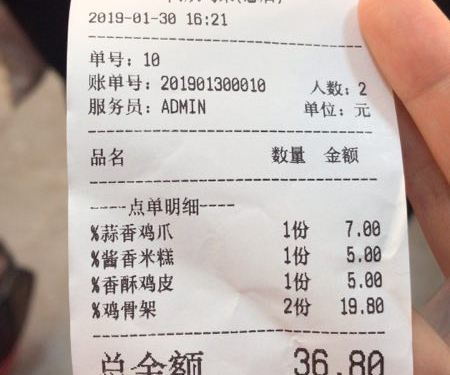 2019-01-30 16:21
单号: 10
账单号: 201901300010 人数: 2
服务员: ADMIN 单位: 元
品名 数量 金额
----点单明细----
%蒜香鸡爪 1份 7.00
%酱香米糕 1份 5.00
%香酥鸡皮 1份 5.00
%鸡骨架 2份 19.80
总金额 36.80